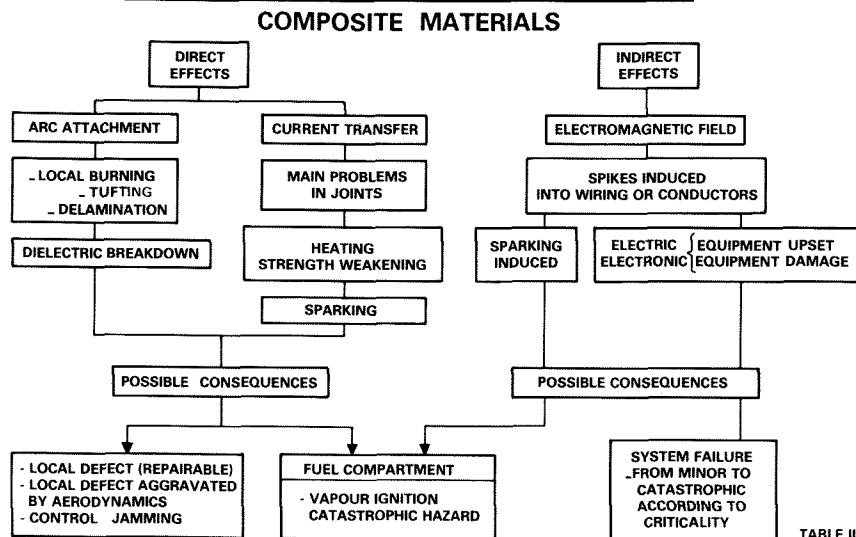 COMPOSITE MATERIALS
DIRECT
EFFECTS
INDIRECT
EFFECTS
ARC ATTACHMENT
CURRENT TRANSFER
ELECTROMAGNETIC FIELD
- LOCAL BURNING
- TUFTING
- DELAMINATION
MAIN PROBLEMS
IN JOINTS
SPIKES INDUCED
INTO WIRING OR CONDUCTORS
DIELECTRIC BREAKDOWN
HEATING
STRENGTH WEAKENING
SPARKING
INDUCED
ELECTRIC { EQUIPMENT UPSET
ELECTRONIC { EQUIPMENT DAMAGE
SPARKING
POSSIBLE CONSEQUENCES
POSSIBLE CONSEQUENCES
- LOCAL DEFECT (REPAIRABLE)
- LOCAL DEFECT AGGRAVATED
BY AERODYNAMICS
- CONTROL JAMMING
FUEL COMPARTMENT
- VAPOUR IGNITION
CATASTROPHIC HAZARD
SYSTEM FAILURE
- FROM MINOR TO
CATASTROPHIC
ACCORDING TO
CRITICALITY
TABLE II